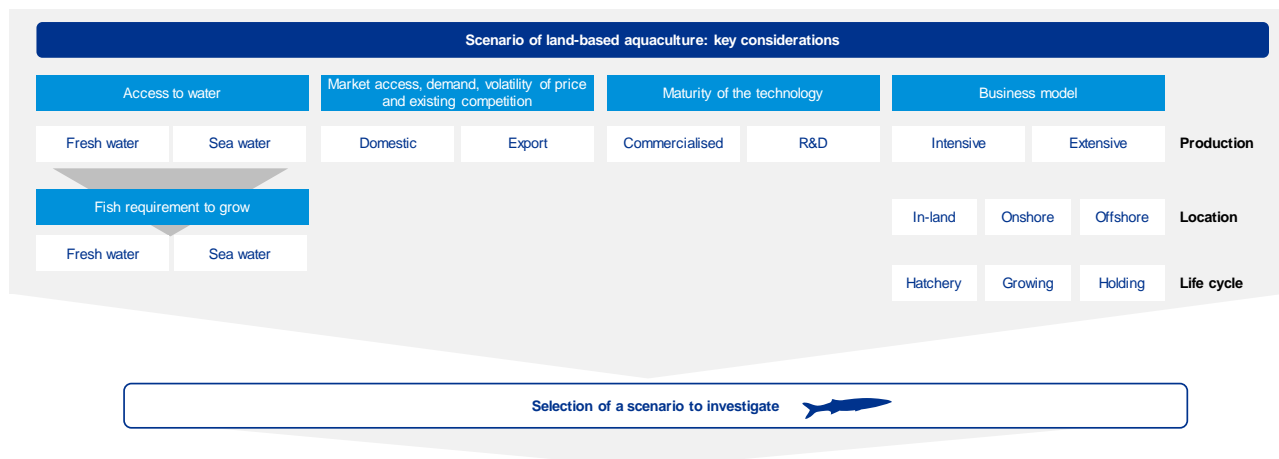 Scenario of land-based aquaculture: key considerations
Access to water
Market access, demand, volatility of price
and existing competition
Maturity of the technology
Business model
Fresh water
Sea water
Domestic
Export
Commercialised
R&D
Intensive
Extensive
Production
Fish requirement to grow
In-land
Onshore
Offshore
Location
Fresh water
Sea water
Hatchery
Growing
Holding
Life cycle
Selection of a scenario to investigate